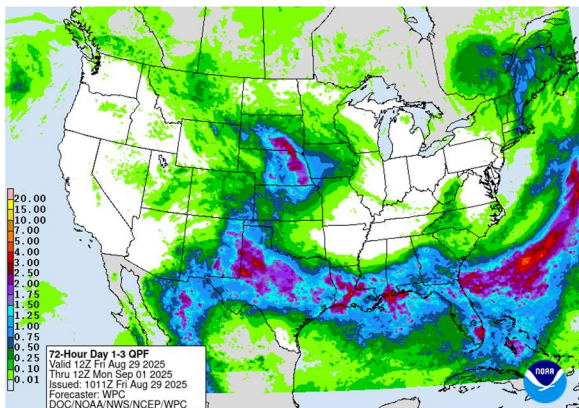 20.00
15.00
10.00
7.00
5.00
4.00
3.00
2.50
2.00
1.75
1.50
1.25
1.00
0.75
0.50
0.25
0.10
0.01
72-Hour Day 1-3 QPF
Valid 12Z Fri Aug 29 2025
Thru 12Z Mon Sep 01 2025
Issued: 1011Z Fri Aug 29 2025
Forecaster: WPC
DOC/NOAA/NWS/NCEP/WPC
NOAA